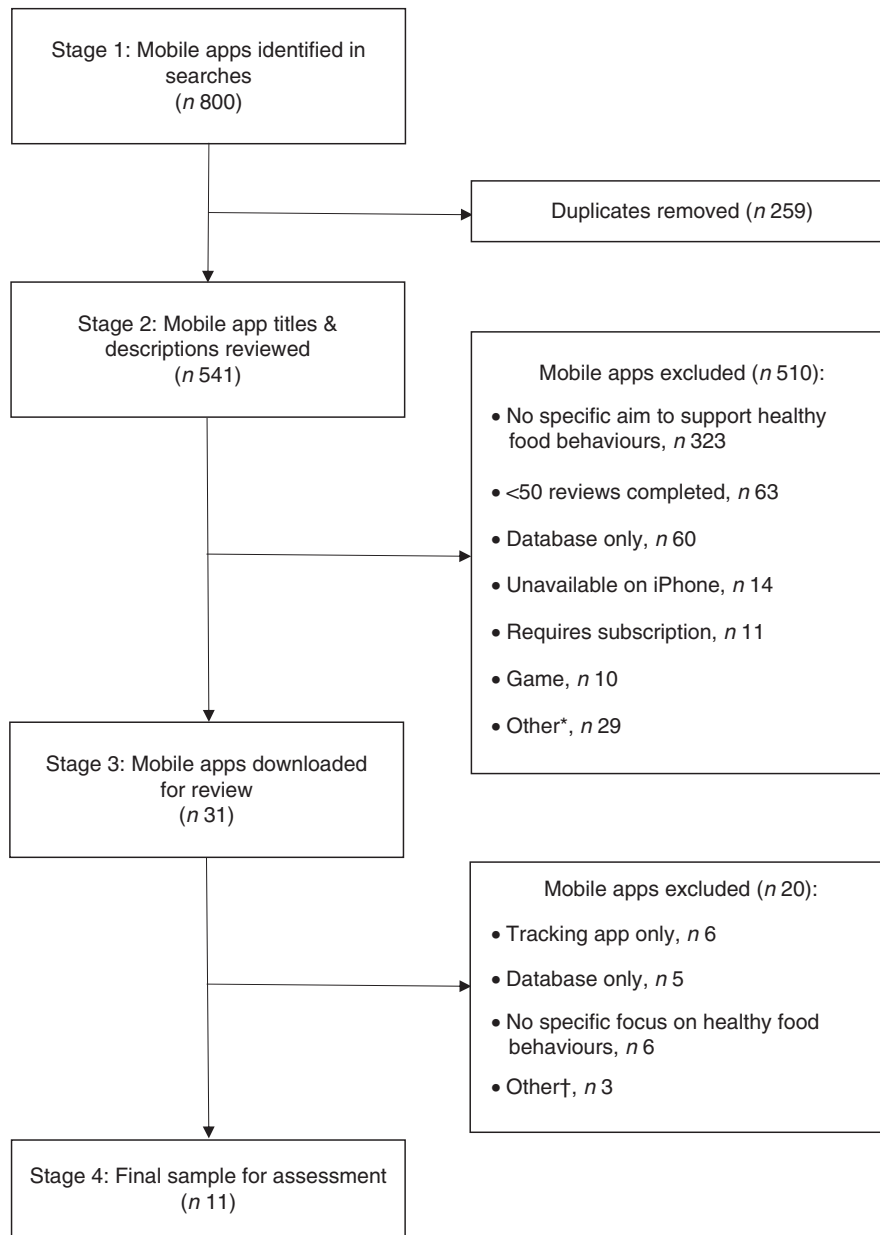 Stage 1: Mobile apps identified in
searches
(n 800)
Duplicates removed (n 259)
Stage 2: Mobile app titles &
descriptions reviewed
(n 541)
Mobile apps excluded (n 510):
• No specific aim to support healthy
food behaviours, n 323
• <50 reviews completed, n 63
• Database only, n 60
• Unavailable on iPhone, n 14
• Requires subscription, n 11
• Game, n 10
• Other*, n 29
Stage 3: Mobile apps downloaded
for review
(n 31)
Mobile apps excluded (n 20):
• Tracking app only, n 6
• Database only, n 5
• No specific focus on healthy food
behaviours, n 6
• Other†, n 3
Stage 4: Final sample for assessment
(n 11)